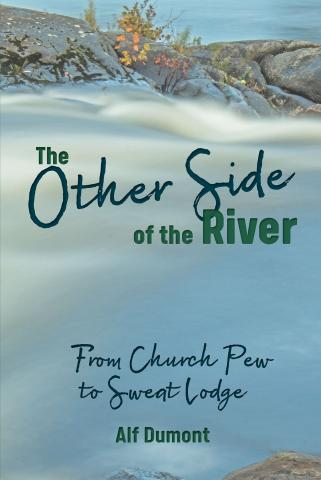 The
Other Side
of the River
From Church Pew
to Sweat Lodge
Alf Dumont